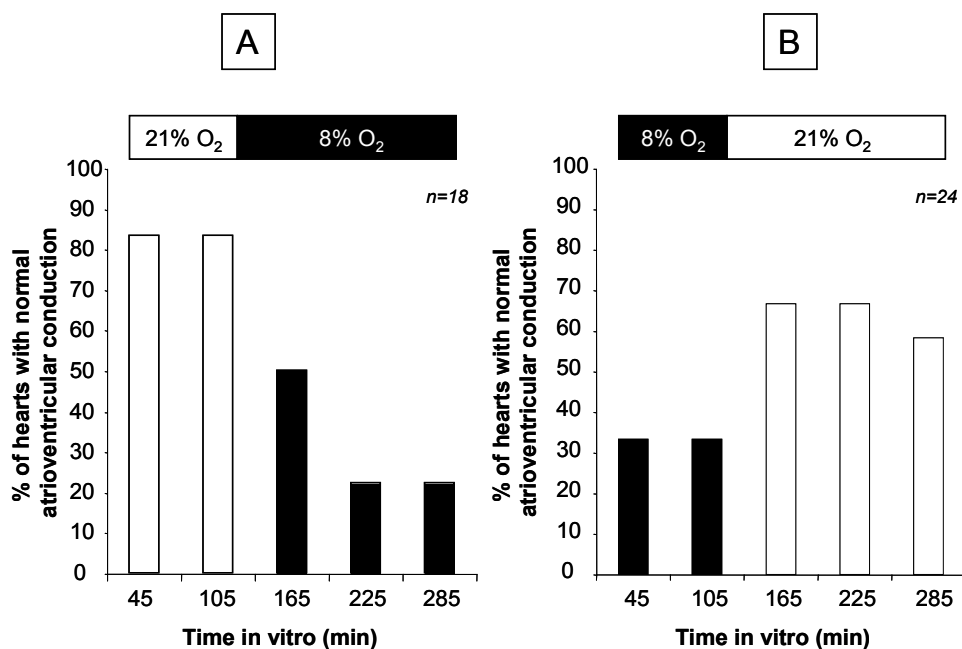 A
21% O₂ 8% O₂
n=18
% of hearts with normal
atrioventricular conduction
100
90
80
70
60
50
40
30
20
10
0
45 105 165 225 285
Time in vitro (min)
B
8% O₂ 21% O₂
n=24
% of hearts with normal
atrioventricular conduction
100
90
80
70
60
50
40
30
20
10
0
45 105 165 225 285
Time in vitro (min)